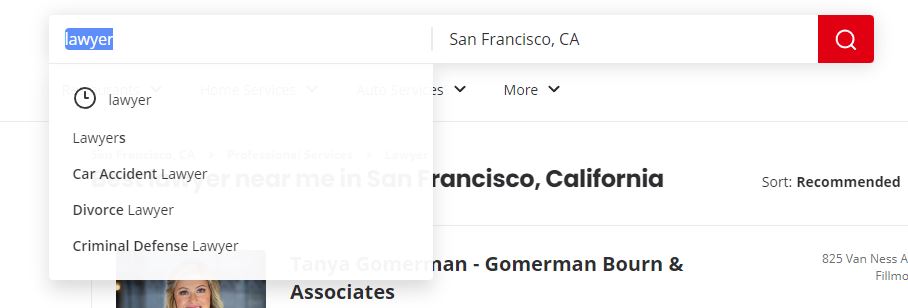 lawyer San Francisco, CA
Restaurants Home Services Auto Services More
lawyer
Lawyers
San Francisco, CA Professional Services Lawyer
Car Accident Lawyer
Best lawyer near me in San Francisco, California
Sort: Recommended
Divorce Lawyer
Criminal Defense Lawyer
Tanya Gomerman - Gomerman Bourn &
Associates
825 Van Ness A
Fillmo